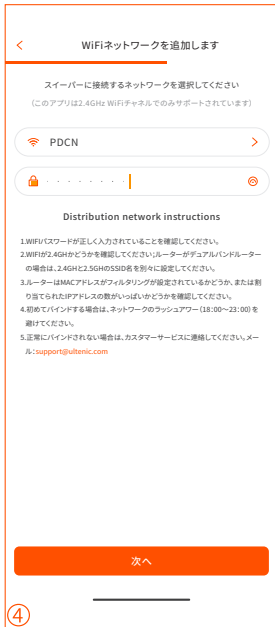 WiFiネットワークを追加します
スイーパーに接続するネットワークを選択してください
(このアプリは2.4GHz WiFiチャネルでのみサポートされています)
PDCN
Distribution network instructions
1.WIFIパスワードが正しく入力されていることを確認してください。
2.WIFIが2.4GHかどうかを確認してください;ルーターがデュアルバンドルーター
の場合は、2.4GHと2.5GHのSSID名を別々に設定してください。
3.ルーターはMACアドレスがフィルタリングが設定されているかどうか、または割
り当てられたIPアドレスの数がいっぱいかどうかを確認してください。
4.初めてバインドする場合は、ネットワークのラッシュアワー(18:00〜23:00)を
避けてください。
5.正常にバインドされない場合は、カスタマーサービスに連絡してください。メー
ル:support@ultenic.com
次へ
④